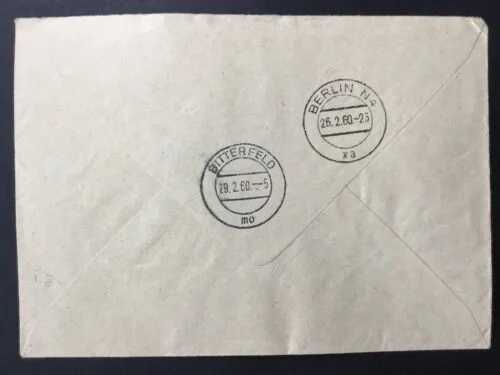 BERLIN N4
26.2.60.-23
xa
BITTERFELD
29.2.60.--5
mo